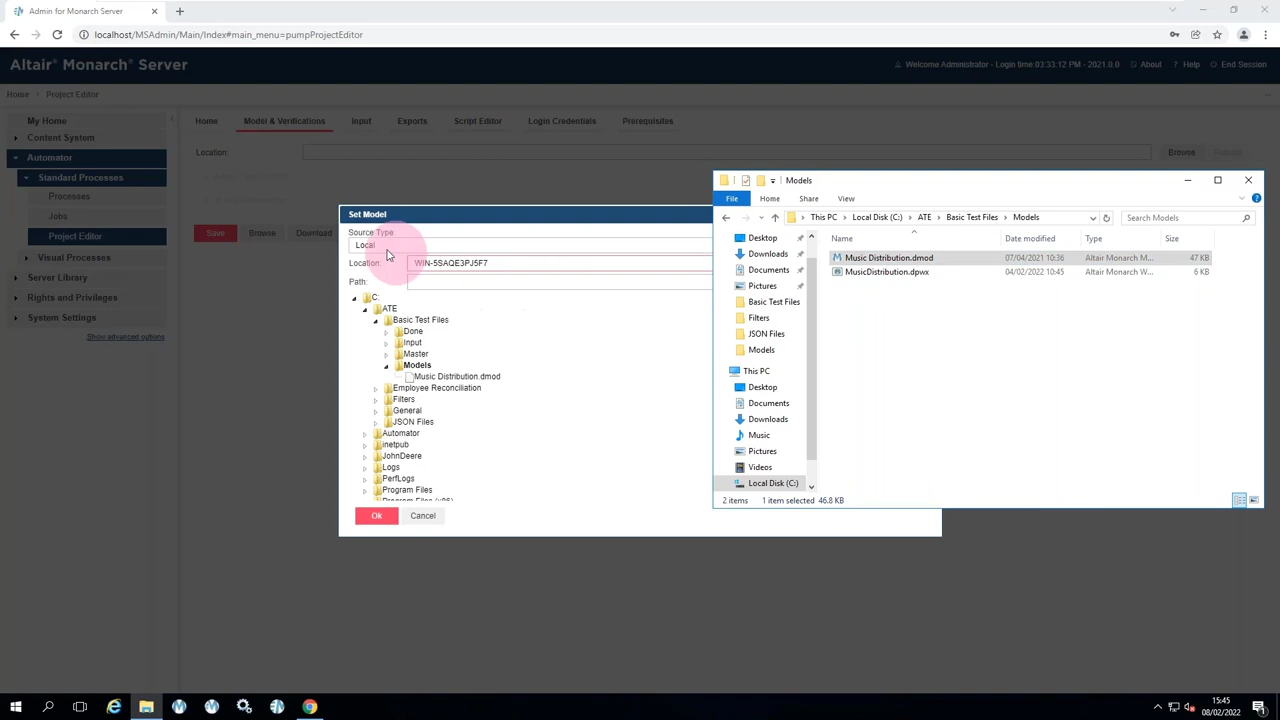 Admin for Monarch Server
localhost/MSAdmin/Main/Index#main_menu=pumpProjectEditor
Altair® Monarch® Server
Welcome Administrator - Login time:03:33:12 PM - 2021.0.0 About ? Help End Session
Home Project Editor
My Home
Content System
Automator
Standard Processes
Processes
Jobs
Project Editor
Visual Processes
Server Library
Rights and Privileges
System Settings
Show advanced options
Home Model & Verifications Input Exports Script Editor Login Credentials Prerequisites
Location: Browse
Save Browse Download
Set Model
Source Type
Local
Location: WIN-5SAQE3PJ5F7
Path:
C:
ATE
Basic Test Files
Done
Input
Master
Models
Music Distribution.dmod
Employee Reconciliation
Filters
General
JSON Files
Automator
inetpub
JohnDeere
Logs
PerfLogs
Program Files
Ok Cancel
Models
File Home Share View
This PC Local Disk (C:) ATE Basic Test Files Models Search Models
Desktop
Downloads
Documents
Pictures
Basic Test Files
Filters
JSON Files
Models
This PC
Desktop
Documents
Downloads
Music
Pictures
Videos
Local Disk (C:)
Name Date modified Type Size
Music Distribution.dmod 07/04/2021 10:36 Altair Monarch M... 47 KB
MusicDistribution.dpwx 04/02/2022 10:45 Altair Monarch W... 6 KB
2 items 1 item selected 46.8 KB
15:45
08/02/2022